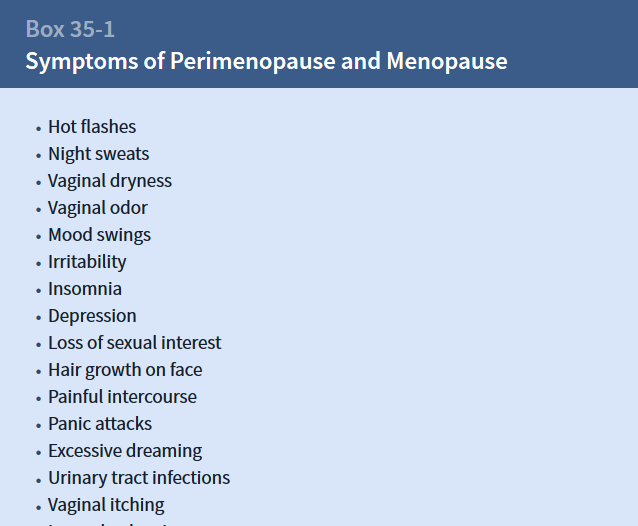 Box 35-1
Symptoms of Perimenopause and Menopause
• Hot flashes
• Night sweats
• Vaginal dryness
• Vaginal odor
• Mood swings
• Irritability
• Insomnia
• Depression
• Loss of sexual interest
• Hair growth on face
• Painful intercourse
• Panic attacks
• Excessive dreaming
• Urinary tract infections
• Vaginal itching